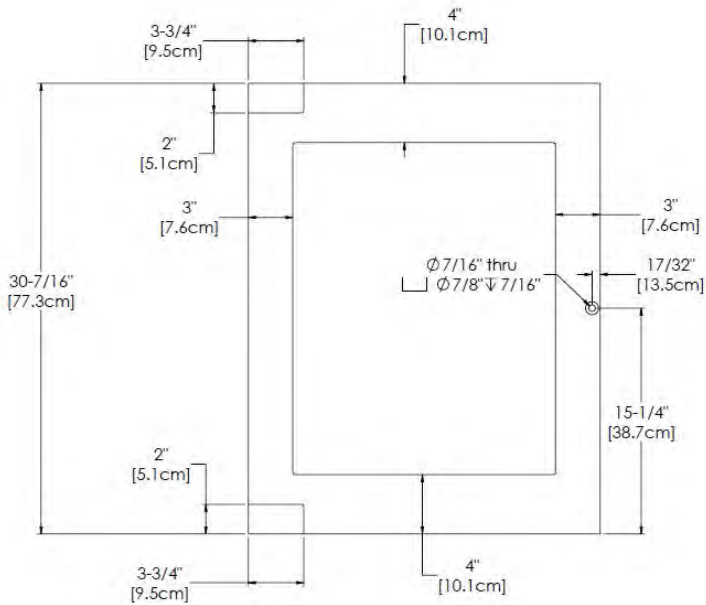 4"
[10.1cm]
3-3/4"
[9.5cm]
2"
[5.1cm]
3"
[7.6cm]
3"
[7.6cm]
30-7/16"
[77.3cm]
∅7/16" thru
⌴ ∅7/8"↧7/16"
17/32"
[13.5cm]
15-1/4"
[38.7cm]
2"
[5.1cm]
3-3/4"
[9.5cm]
4"
[10.1cm]